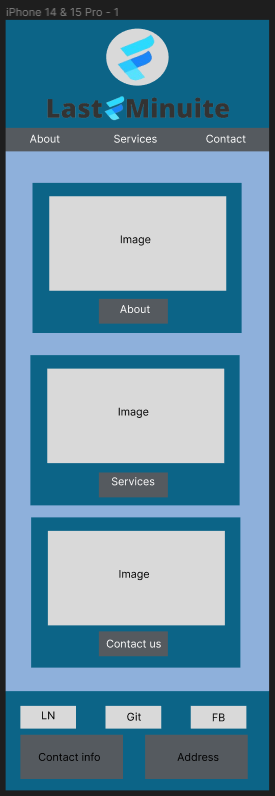 iPhone 14 & 15 Pro - 1
Last Minuite
About Services Contact
Image
About
Image
Services
Image
Contact us
LN Git FB
Contact info Address